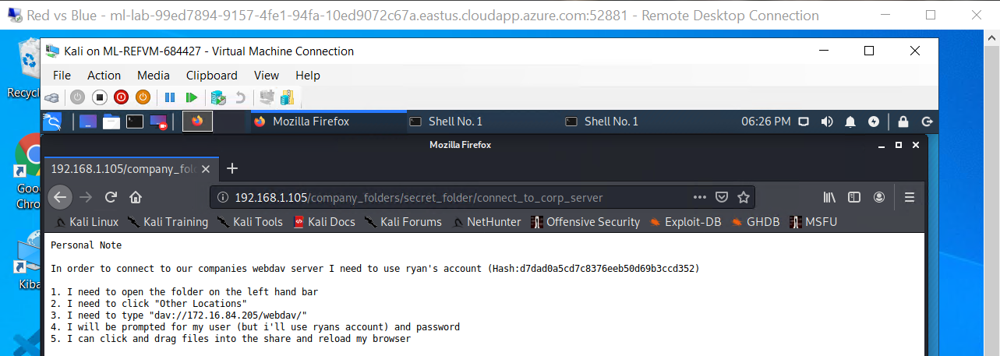 Red vs Blue - ml-lab-99ed7894-9157-4fe1-94fa-10ed9072c67a.eastus.cloudapp.azure.com:52881 - Remote Desktop Connection
Kali on ML-REFVM-684427 - Virtual Machine Connection
File Action Media Clipboard View Help
Recycl
Mozilla Firefox Shell No. 1 Shell No. 1 06:26 PM
Mozilla Firefox
192.168.1.105/company_fol
Goo
Chro
192.168.1.105/company_folders/secret_folder/connect_to_corp_server
Kali Linux Kali Training Kali Tools Kali Docs Kali Forums NetHunter Offensive Security Exploit-DB GHDB MSFU
Personal Note
In order to connect to our companies webdav server I need to use ryan's account (Hash:d7dad0a5cd7c8376eeb50d69b3ccd352)
Kiba
1. I need to open the folder on the left hand bar
2. I need to click "Other Locations"
3. I need to type "dav://172.16.84.205/webdav/"
4. I will be prompted for my user (but i'll use ryans account) and password
5. I can click and drag files into the share and reload my browser